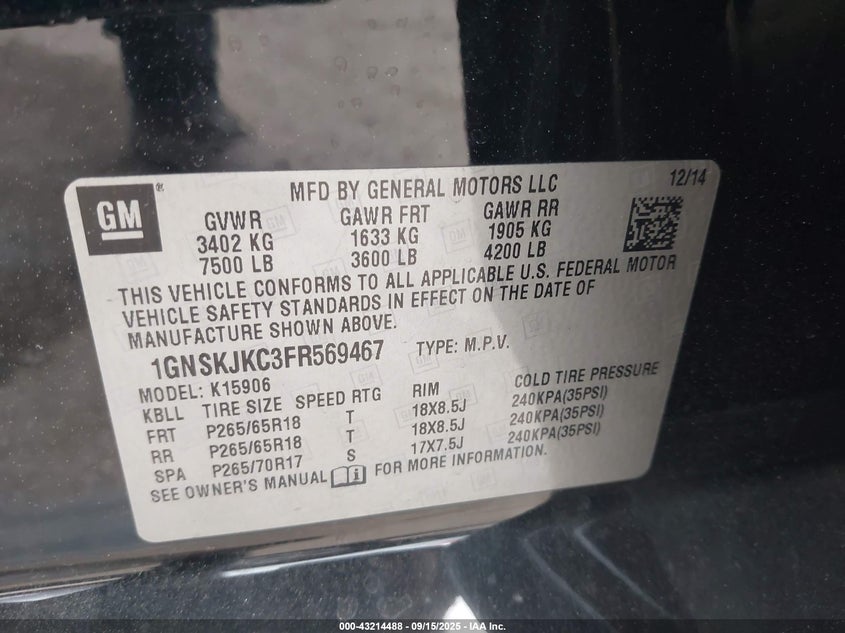 GM
®
MFD BY GENERAL MOTORS LLC
12/14
GVWR GAWR FRT GAWR RR
3402 KG 1633 KG 1905 KG
7500 LB 3600 LB 4200 LB
THIS VEHICLE CONFORMS TO ALL APPLICABLE U.S. FEDERAL MOTOR
VEHICLE SAFETY STANDARDS IN EFFECT ON THE DATE OF
MANUFACTURE SHOWN ABOVE.
1GNSKJKC3FR569467 TYPE: M.P.V.
MODEL: K15906
KBLL TIRE SIZE SPEED RTG RIM COLD TIRE PRESSURE
FRT P265/65R18 T 18X8.5J 240KPA(35PSI)
RR P265/65R18 T 18X8.5J 240KPA(35PSI)
SPA P265/70R17 S 17X7.5J 240KPA(35PSI)
SEE OWNER'S MANUAL i FOR MORE INFORMATION.
000-43214488 - 09/15/2025 - IAA Inc.